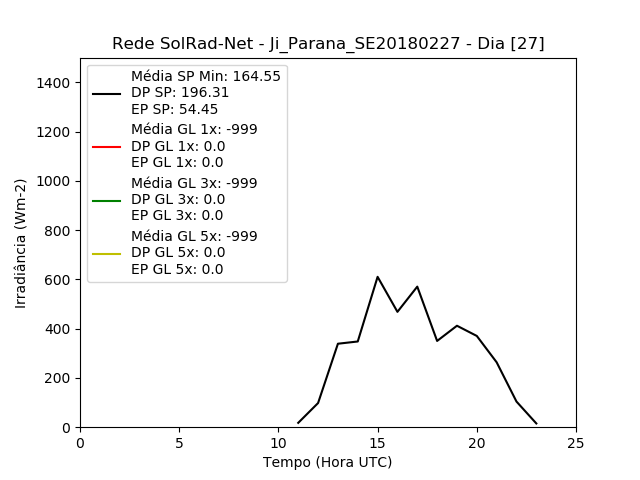 Rede SolRad-Net - Ji_Parana_SE20180227 - Dia [27]
Média SP Min: 164.55
DP SP: 196.31
EP SP: 54.45
Média GL 1x: -999
DP GL 1x: 0.0
EP GL 1x: 0.0
Média GL 3x: -999
DP GL 3x: 0.0
EP GL 3x: 0.0
Média GL 5x: -999
DP GL 5x: 0.0
EP GL 5x: 0.0
Irradiância (Wm-2)
1400
1200
1000
800
600
400
200
0
0 5 10 15 20 25
Tempo (Hora UTC)